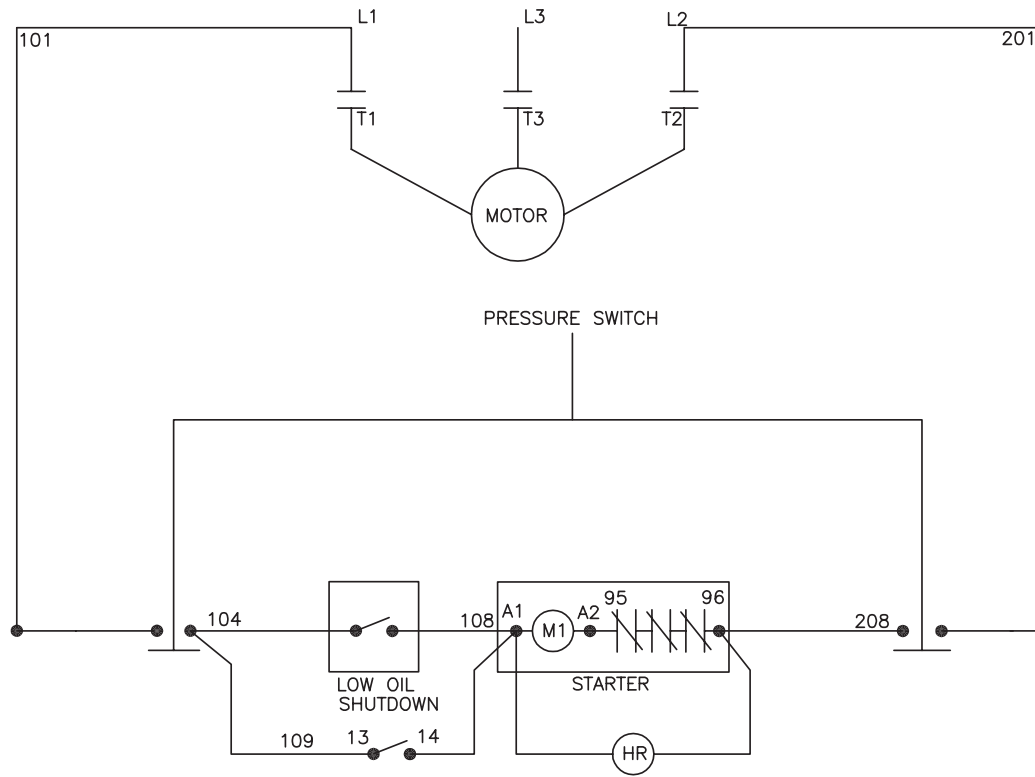 L1
L3
L2
101
201
T1
T3
T2
MOTOR
PRESSURE SWITCH
104
108
A1
M1
A2
95
96
208
LOW OIL
SHUTDOWN
STARTER
109
13
14
HR